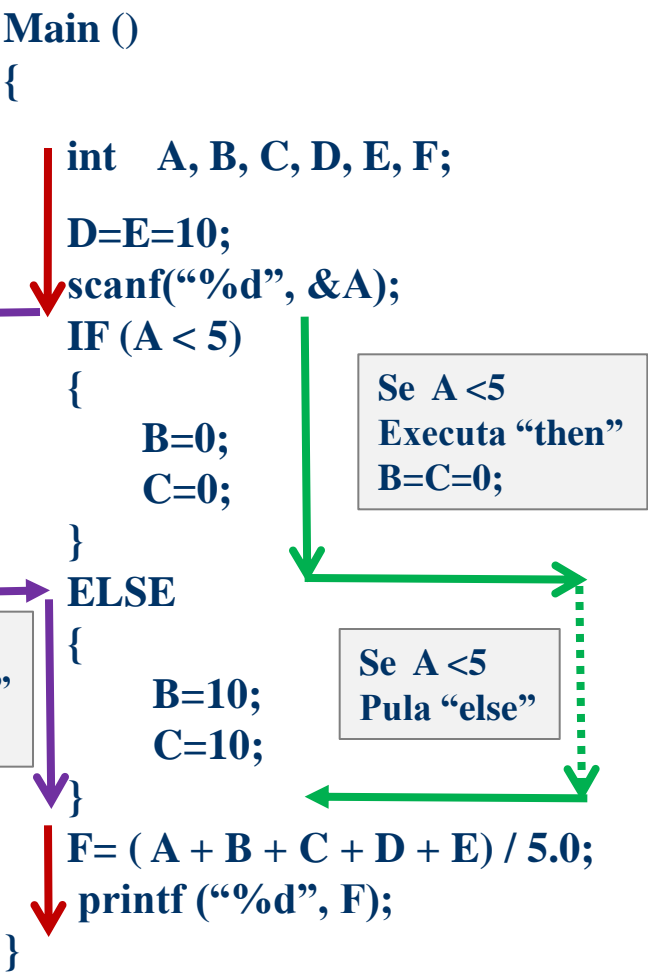 Main ()
{
int A, B, C, D, E, F;
D=E=10;
scanf(“%d”, &A);
IF (A < 5)
{
B=0;
C=0;
}
Se A <5
Executa “then”
B=C=0;
ELSE
{
B=10;
C=10;
}
Se A <5
Pula “else”
”
F= ( A + B + C + D + E) / 5.0;
printf (“%d”, F);
}